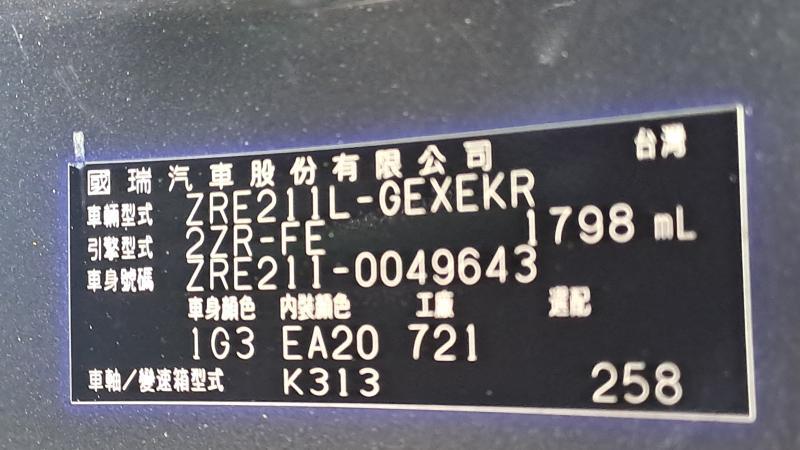 國瑞汽車股份有限公司 台灣
車輛型式 ZRE211L-GEXEKR
引擎型式 2ZR-FE 1798 mL
車身號碼 ZRE211-0049643
車身顏色 內裝顏色 工廠 選配
1G3 EA20 721
車軸/變速箱型式 K313 258